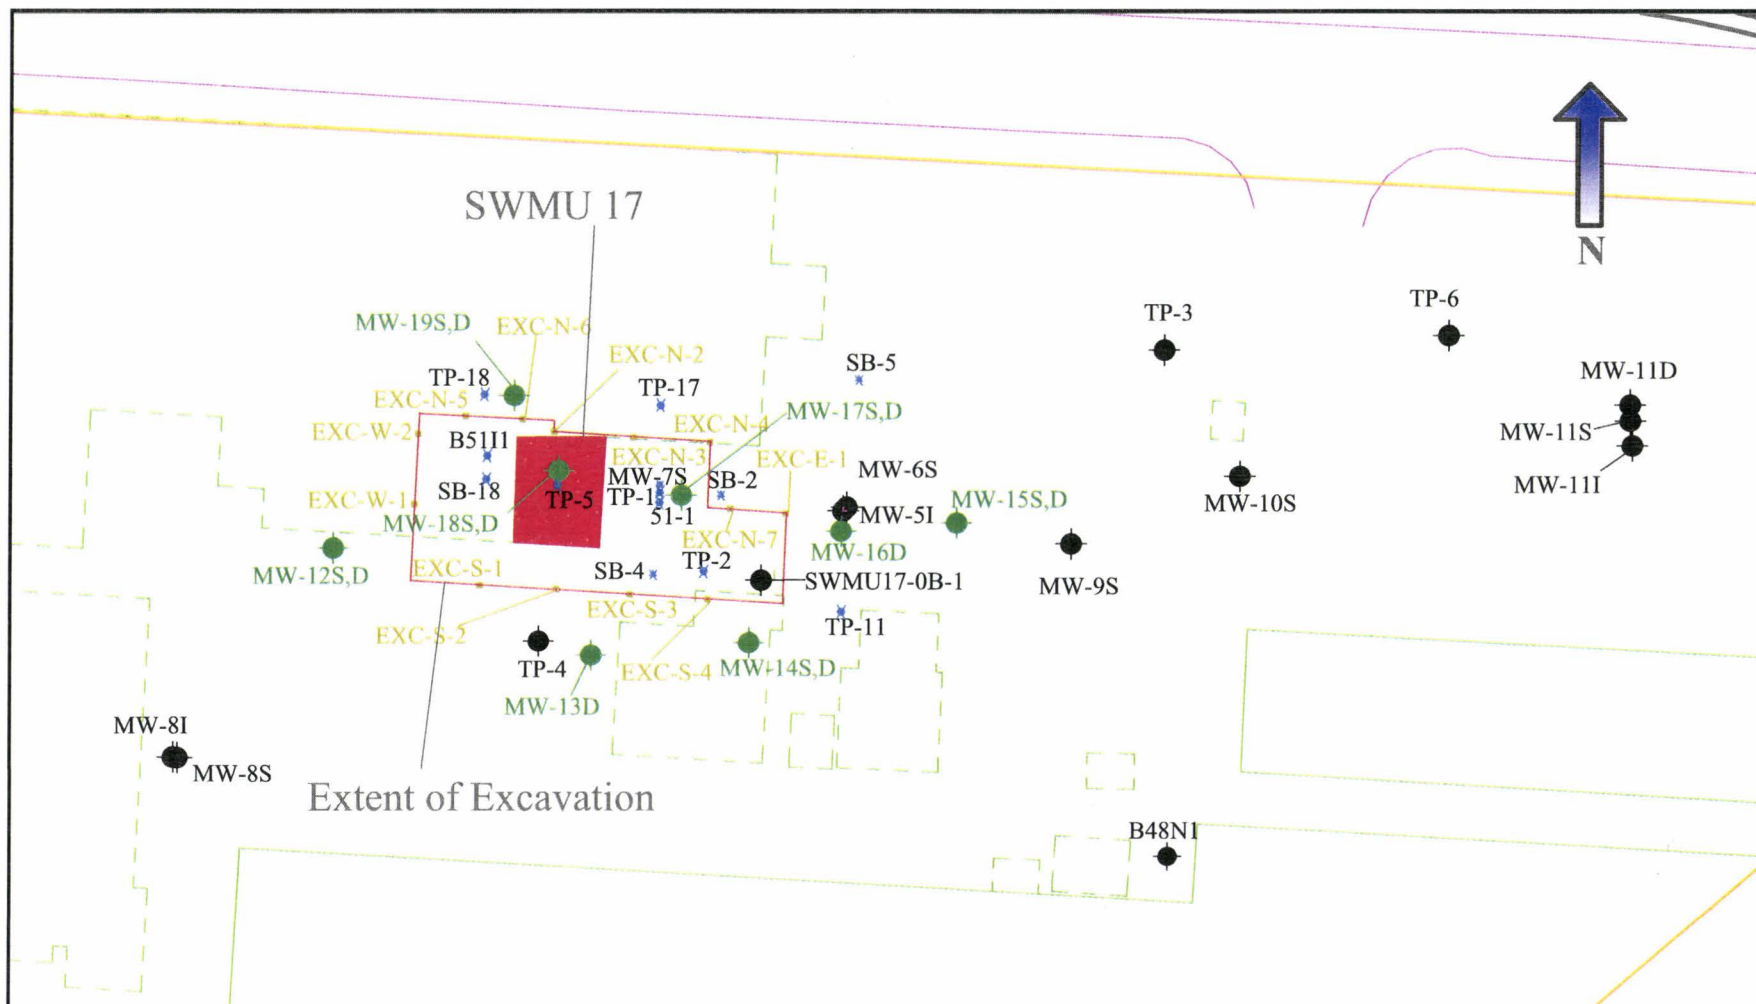 SWMU 17
N
TP-6
TP-3
MW-19S,D
EXC-N-6
EXC-N-2
SB-5
MW-11D
TP-18
TP-17
EXC-N-5
MW-17S,D
EXC-N-4
MW-11S
EXC-W-2
B51I1
EXC-N-3
EXC-E-1
MW-7S
SB-2
MW-6S
MW-11I
SB-18
TP-5
TP-1
MW-10S
EXC-W-1
MW-18S,D
51-1
MW-5I
MW-15S,D
EXC-N-7
MW-16D
MW-12S,D
EXC-S-1
SB-4
TP-2
SWMU17-0B-1
MW-9S
EXC-S-3
EXC-S-2
TP-11
TP-4
EXC-S-4
MW-14S,D
MW-13D
MW-8I
MW-8S
Extent of Excavation
B48N1